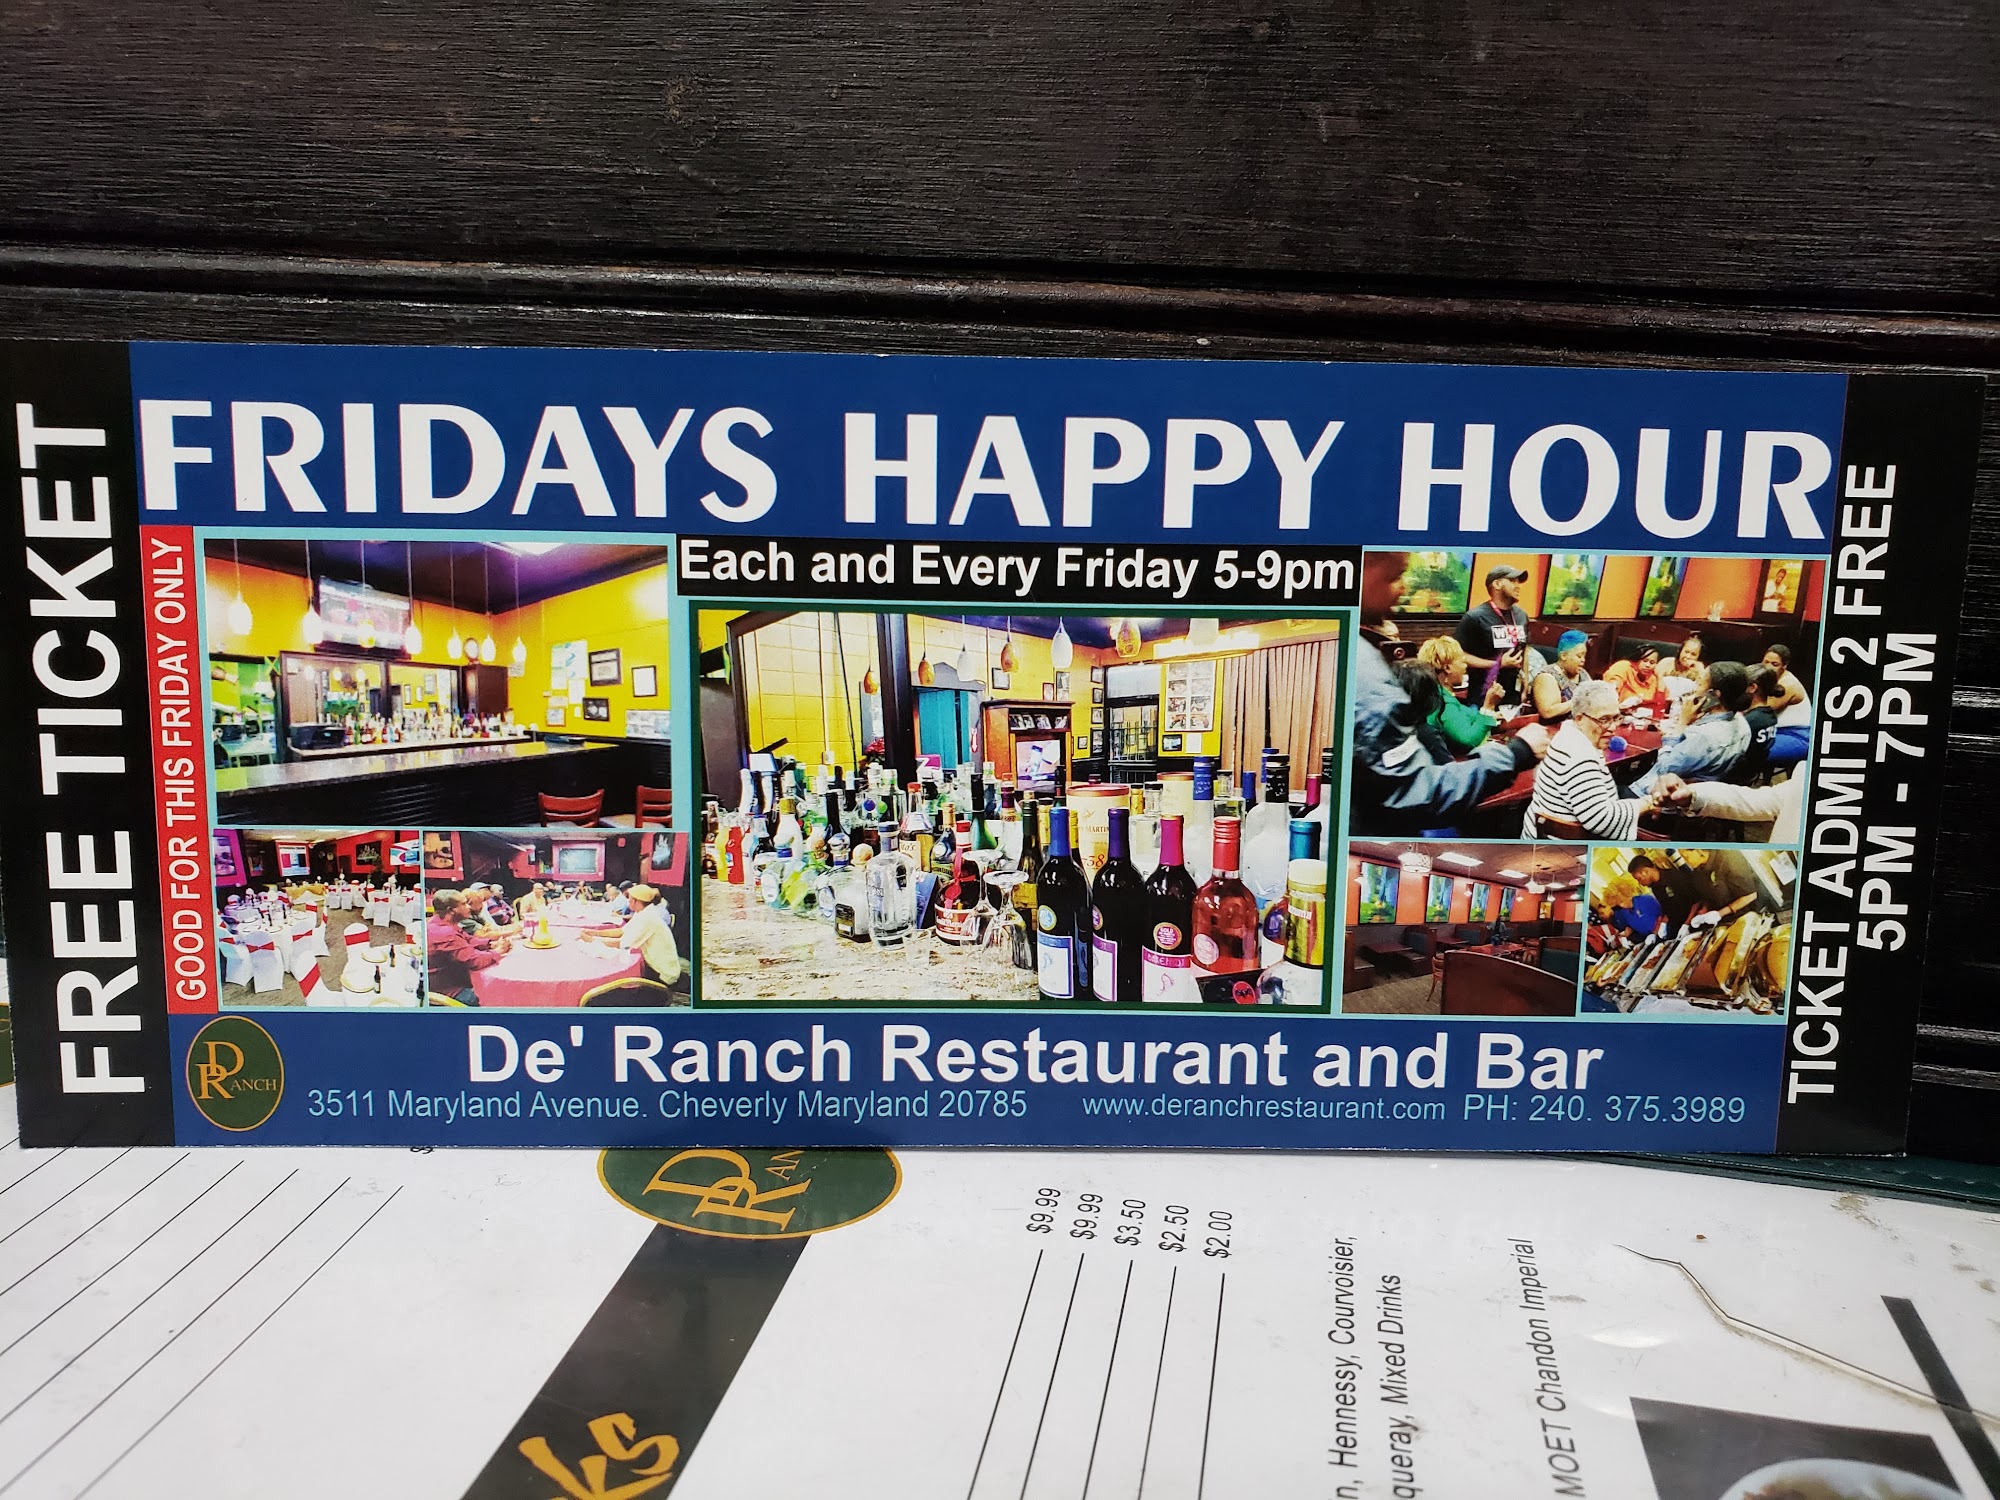 FREE TICKET
FRIDAYS HAPPY HOUR
GOOD FOR THIS FRIDAY ONLY
Each and Every Friday 5-9pm
TICKET ADMITS 2 FREE
5PM - 7PM
De' Ranch Restaurant and Bar
DRANCH
3511 Maryland Avenue. Cheverly Maryland 20785 www.deranchrestaurant.com PH: 240. 375.3989
$9.99
$9.99
$3.50
$2.50
$2.00
Hennessy, Courvoisier,
Mixed Drinks
MOET Chandon Imperial